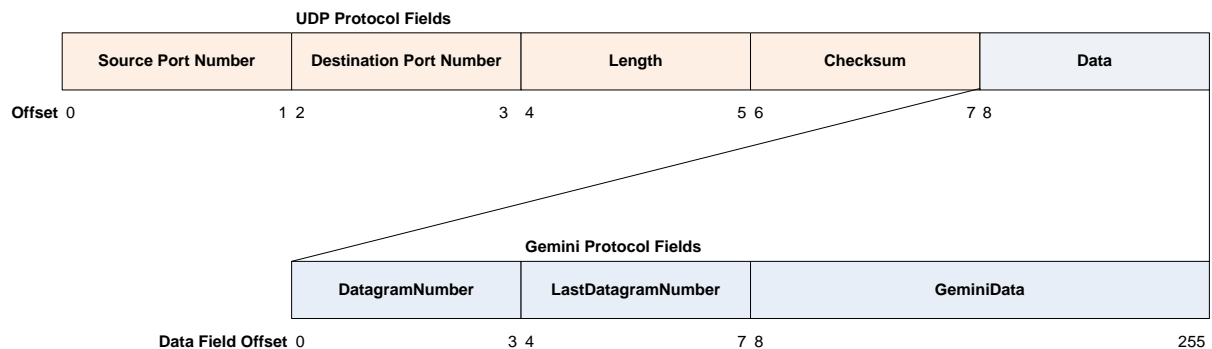 UDP Protocol Fields
Source Port Number Destination Port Number Length Checksum Data
Offset 0 1 2 3 4 5 6 7 8
Gemini Protocol Fields
DatagramNumber LastDatagramNumber GeminiData
Data Field Offset 0 3 4 7 8 255